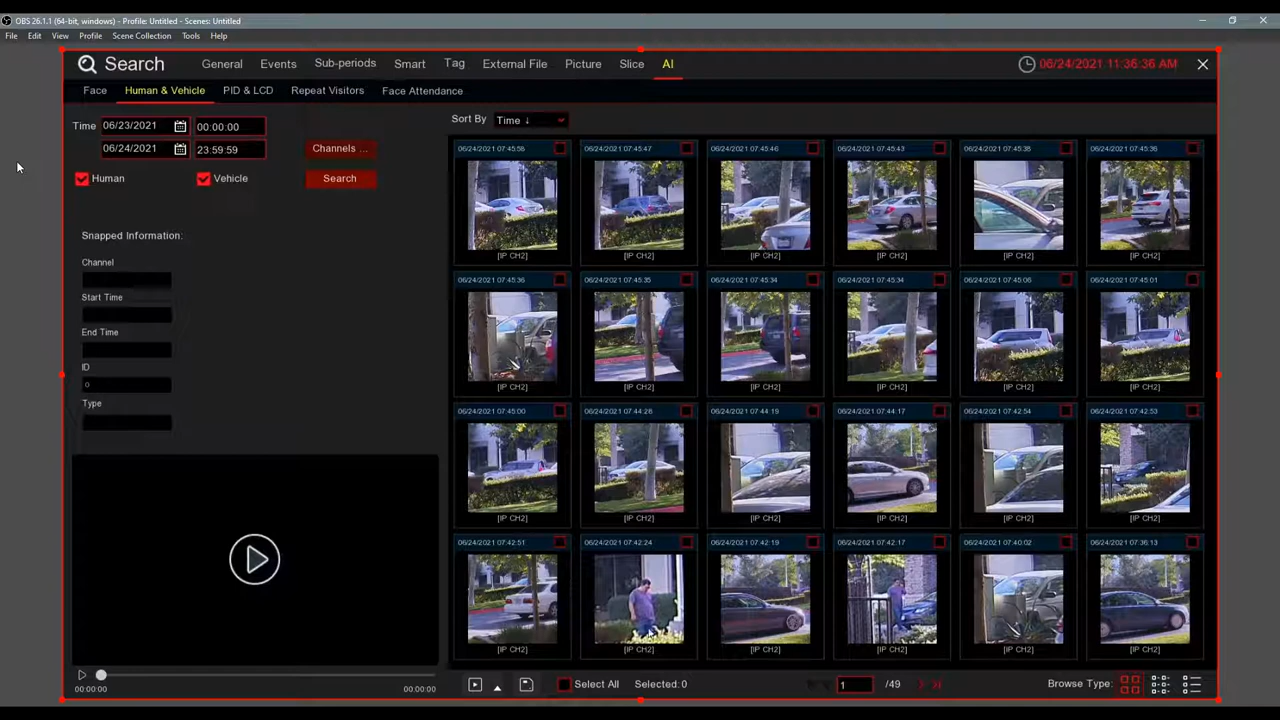 OBS 26.1.1 (64-bit, windows) - Profile: Untitled - Scenes: Untitled
File Edit View Profile Scene Collection Tools Help
Search General Events Sub-periods Smart Tag External File Picture Slice AI 06/24/2021 11:36:36 AM
Face Human & Vehicle PID & LCD Repeat Visitors Face Attendance
Time 06/23/2021 00:00:00
06/24/2021 23:59:59 Channels ...
Human Vehicle Search
Snapped Information:
Channel
Start Time
End Time
ID
0
Type
00:00:00 00:00:00
Sort By Time ↓
06/24/2021 07:45:56 06/24/2021 07:45:47 06/24/2021 07:45:46 06/24/2021 07:45:43 06/24/2021 07:45:38 06/24/2021 07:45:36
[IP CH2] [IP CH2] [IP CH2] [IP CH2] [IP CH2] [IP CH2]
06/24/2021 07:45:36 06/24/2021 07:45:35 06/24/2021 07:45:34 06/24/2021 07:45:34 06/24/2021 07:45:06 06/24/2021 07:45:01
[IP CH2] [IP CH2] [IP CH2] [IP CH2] [IP CH2] [IP CH2]
06/24/2021 07:45:00 06/24/2021 07:44:28 06/24/2021 07:44:19 06/24/2021 07:44:17 06/24/2021 07:42:54 06/24/2021 07:42:53
[IP CH2] [IP CH2] [IP CH2] [IP CH2] [IP CH2] [IP CH2]
06/24/2021 07:42:51 06/24/2021 07:42:24 06/24/2021 07:42:19 06/24/2021 07:42:17 06/24/2021 07:40:02 06/24/2021 07:36:13
[IP CH2] [IP CH2] [IP CH2] [IP CH2] [IP CH2] [IP CH2]
Select All Selected:0 1 /49 Browse Type: